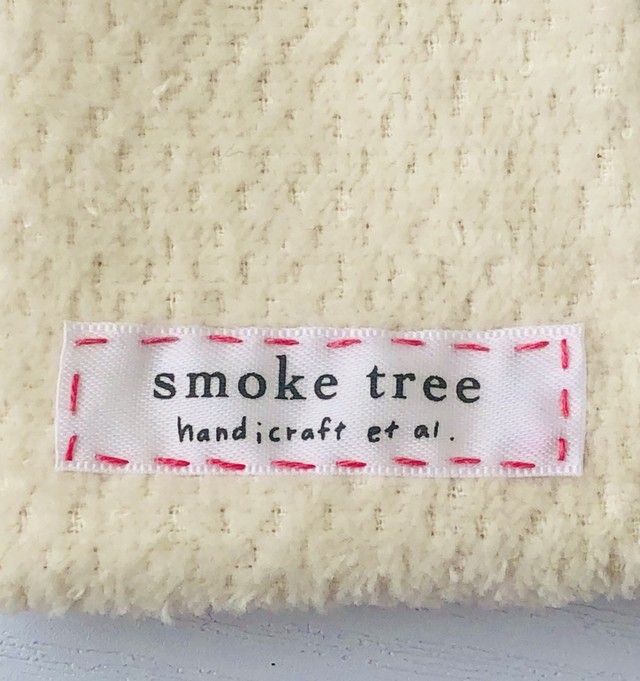 smoke tree
handicraft et al.